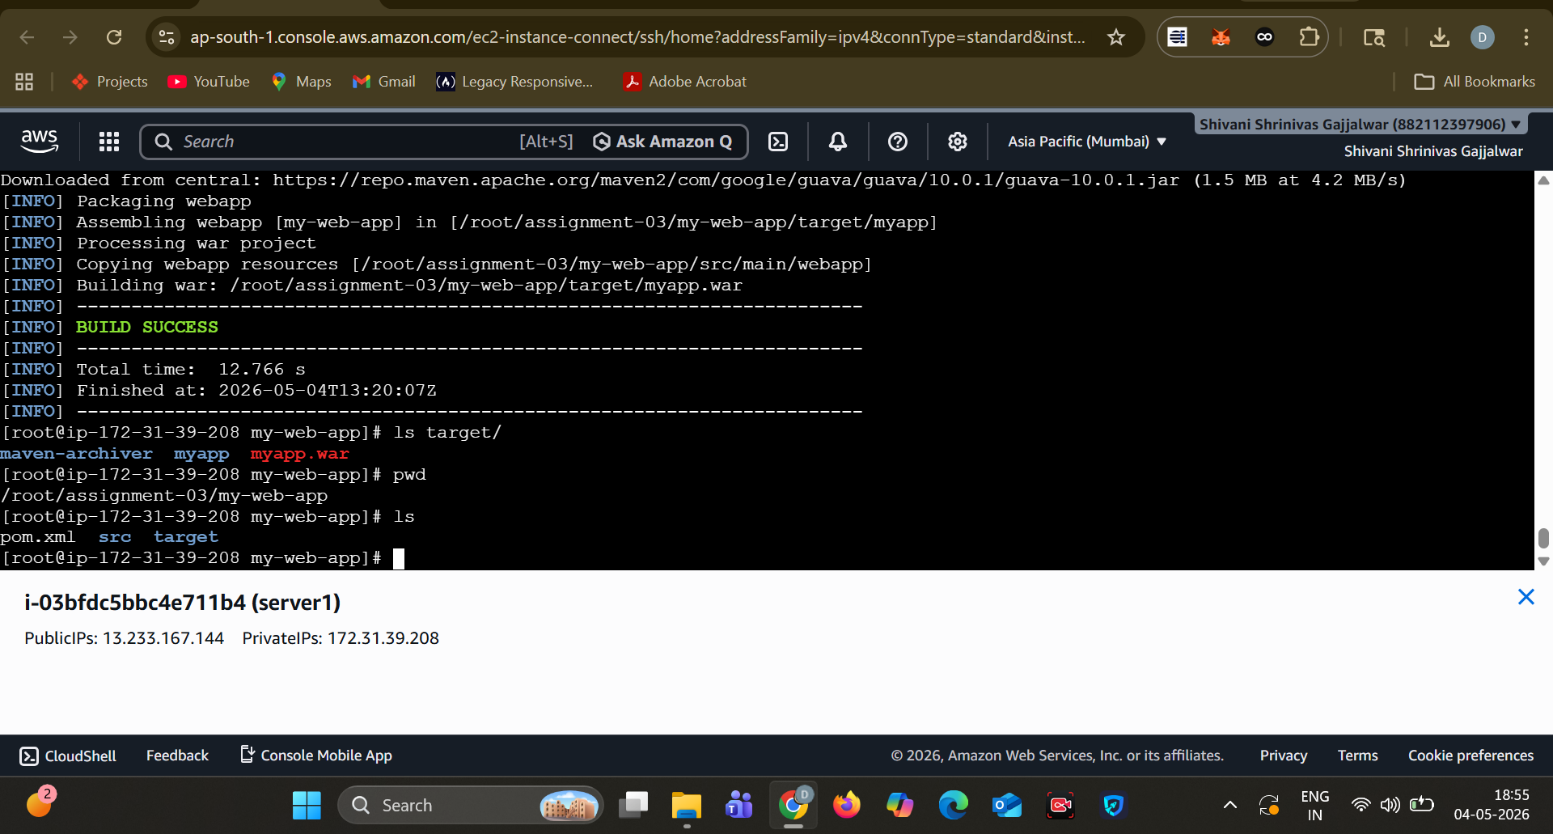 ap-south-1.console.aws.amazon.com/ec2-instance-connect/ssh/home?addressFamily=ipv4&connType=standard&inst...
D
Projects
YouTube
Maps
Gmail
Legacy Responsive...
Adobe Acrobat
All Bookmarks
aws
Search
[Alt+S]
Ask Amazon Q
Asia Pacific (Mumbai) ▼
Shivani Shrinivas Gajjalwar (882112397906) ▼
Shivani Shrinivas Gajjalwar
Downloaded from central: https://repo.maven.apache.org/maven2/com/google/guava/guava/10.0.1/guava-10.0.1.jar (1.5 MB at 4.2 MB/s)
[INFO] Packaging webapp
[INFO] Assembling webapp [my-web-app] in [/root/assignment-03/my-web-app/target/myapp]
[INFO] Processing war project
[INFO] Copying webapp resources [/root/assignment-03/my-web-app/src/main/webapp]
[INFO] Building war: /root/assignment-03/my-web-app/target/myapp.war
[INFO] ------------------------------------------------------------------------
[INFO] BUILD SUCCESS
[INFO] ------------------------------------------------------------------------
[INFO] Total time:  12.766 s
[INFO] Finished at: 2026-05-04T13:20:07Z
[INFO] ------------------------------------------------------------------------
[root@ip-172-31-39-208 my-web-app]# ls target/
maven-archiver  myapp  myapp.war
[root@ip-172-31-39-208 my-web-app]# pwd
/root/assignment-03/my-web-app
[root@ip-172-31-39-208 my-web-app]# ls
pom.xml  src  target
[root@ip-172-31-39-208 my-web-app]#
i-03bfdc5bbc4e711b4 (server1)
PublicIPs: 13.233.167.144    PrivateIPs: 172.31.39.208
CloudShell
Feedback
Console Mobile App
© 2026, Amazon Web Services, Inc. or its affiliates.
Privacy
Terms
Cookie preferences
2
Search
D
ENG
IN
18:55
04-05-2026